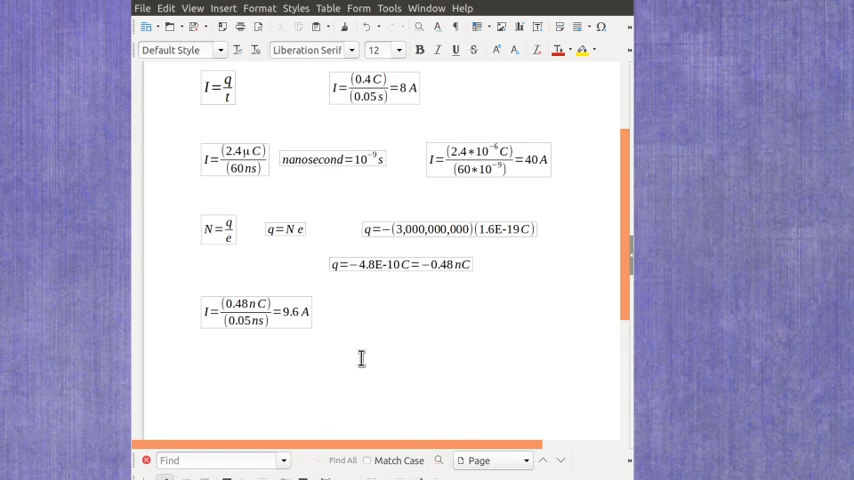 File Edit View Insert Format Styles Table Form Tools Window Help
Default Style Liberation Serif 12 B I U S A A I T
I = q / t I = (0.4 C) / (0.05 s) = 8 A
I = (2.4 μ C) / (60 ns) nanosecond = 10^-9 s I = (2.4*10^-6 C) / (60*10^-9) = 40 A
N = q / e q = N e q = −(3,000,000,000)(1.6E-19 C)
q = − 4.8E-10 C = − 0.48 nC
I = (0.48 n C) / (0.05 ns) = 9.6 A
Find Find All Match Case Page